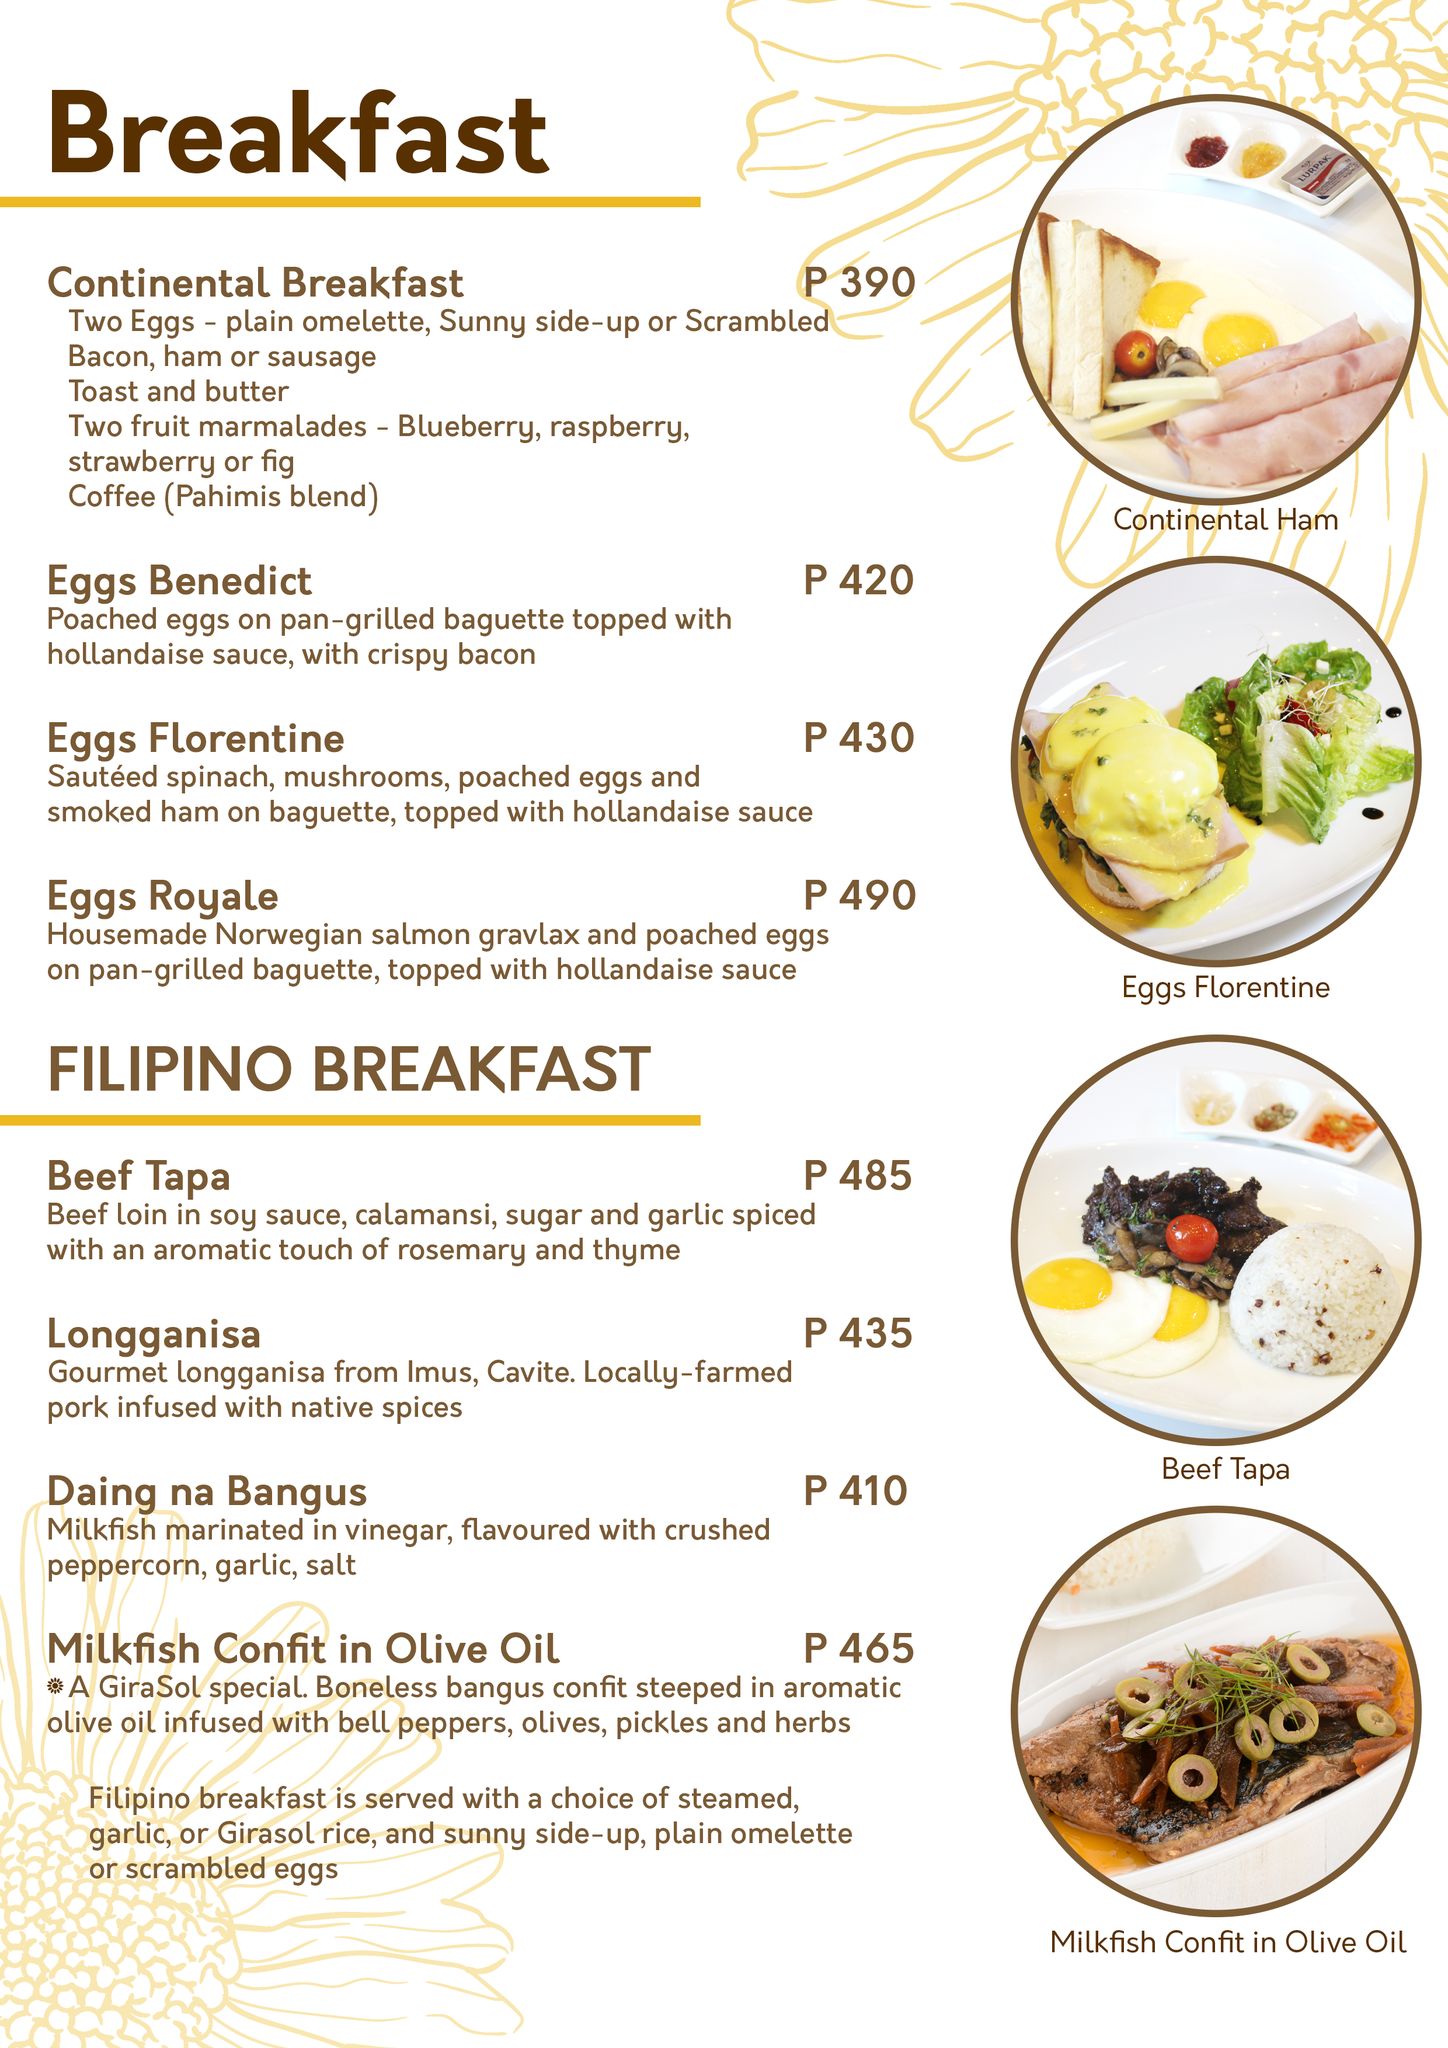 Breakfast
Continental Breakfast P 390
Two Eggs - plain omelette, Sunny side-up or Scrambled
Bacon, ham or sausage
Toast and butter
Two fruit marmalades - Blueberry, raspberry,
strawberry or fig
Coffee (Pahimis blend)
LURPAK
Continental Ham
Eggs Benedict P 420
Poached eggs on pan-grilled baguette topped with
hollandaise sauce, with crispy bacon
Eggs Florentine P 430
Sautéed spinach, mushrooms, poached eggs and
smoked ham on baguette, topped with hollandaise sauce
Eggs Royale P 490
Housemade Norwegian salmon gravlax and poached eggs
on pan-grilled baguette, topped with hollandaise sauce
Eggs Florentine
FILIPINO BREAKFAST
Beef Tapa P 485
Beef loin in soy sauce, calamansi, sugar and garlic spiced
with an aromatic touch of rosemary and thyme
Longganisa P 435
Gourmet longganisa from Imus, Cavite. Locally-farmed
pork infused with native spices
Beef Tapa
Daing na Bangus P 410
Milkfish marinated in vinegar, flavoured with crushed
peppercorn, garlic, salt
Milkfish Confit in Olive Oil P 465
A GiraSol special. Boneless bangus confit steeped in aromatic
olive oil infused with bell peppers, olives, pickles and herbs
Filipino breakfast is served with a choice of steamed,
garlic, or Girasol rice, and sunny side-up, plain omelette
or scrambled eggs
Milkfish Confit in Olive Oil